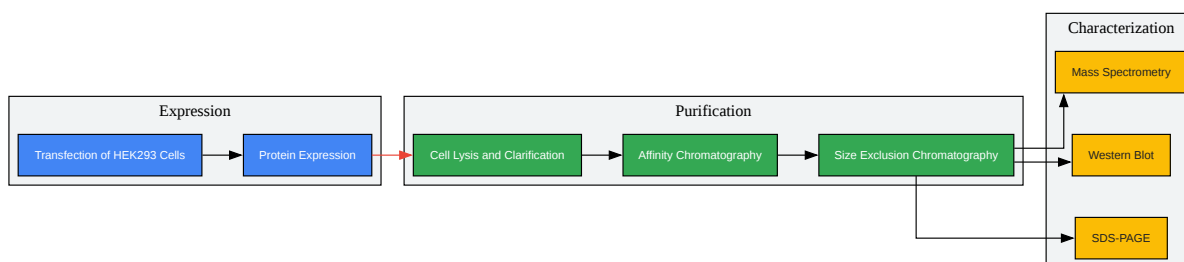 Expression
Transfection of HEK293 Cells
Protein Expression
Purification
Cell Lysis and Clarification
Affinity Chromatography
Size Exclusion Chromatography
Characterization
Mass Spectrometry
Western Blot
SDS-PAGE